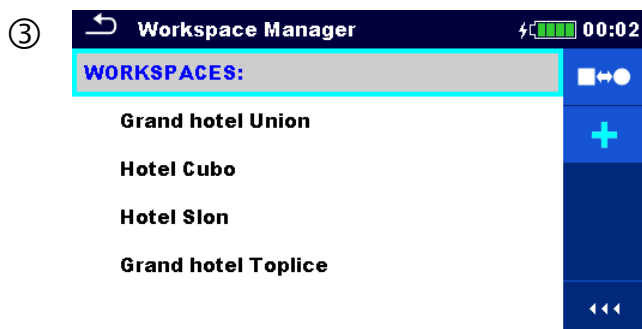 ③
Workspace Manager 00:02
WORKSPACES:
Grand hotel Union
Hotel Cubo
Hotel Slon
Grand hotel Toplice